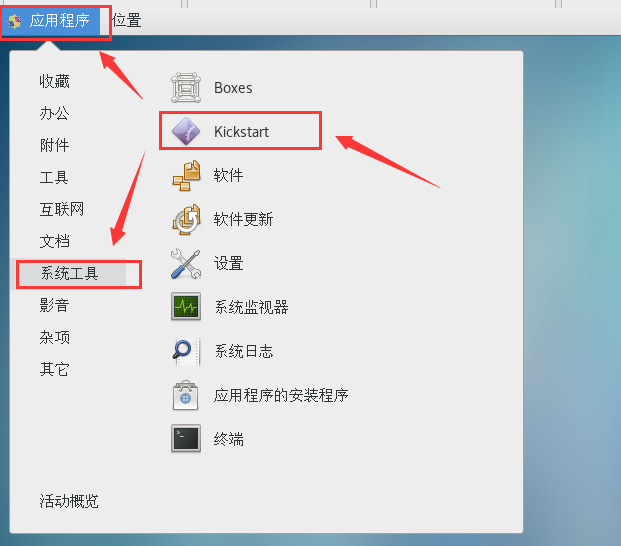 应用程序 位置
收藏
办公
附件
工具
互联网
文档
系统工具
影音
杂项
其它
活动概览
Boxes
Kickstart
软件
软件更新
设置
系统监视器
系统日志
应用程序的安装程序
终端